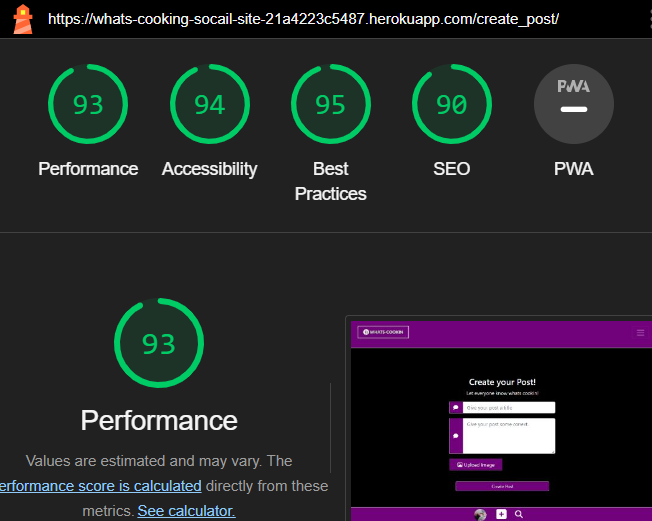 https://whats-cooking-socail-site-21a4223c5487.herokuapp.com/create_post/
93
94
95
90
PWA
Performance
Accessibility
Best
Practices
SEO
PWA
93
Performance
Values are estimated and may vary. The
erformance score is calculated directly from these
metrics. See calculator.
WHATS-COOKIN
Create your Post!
Let everyone know whats cookin!
Give your post a title
Give your post some context
Upload Image
Create Post